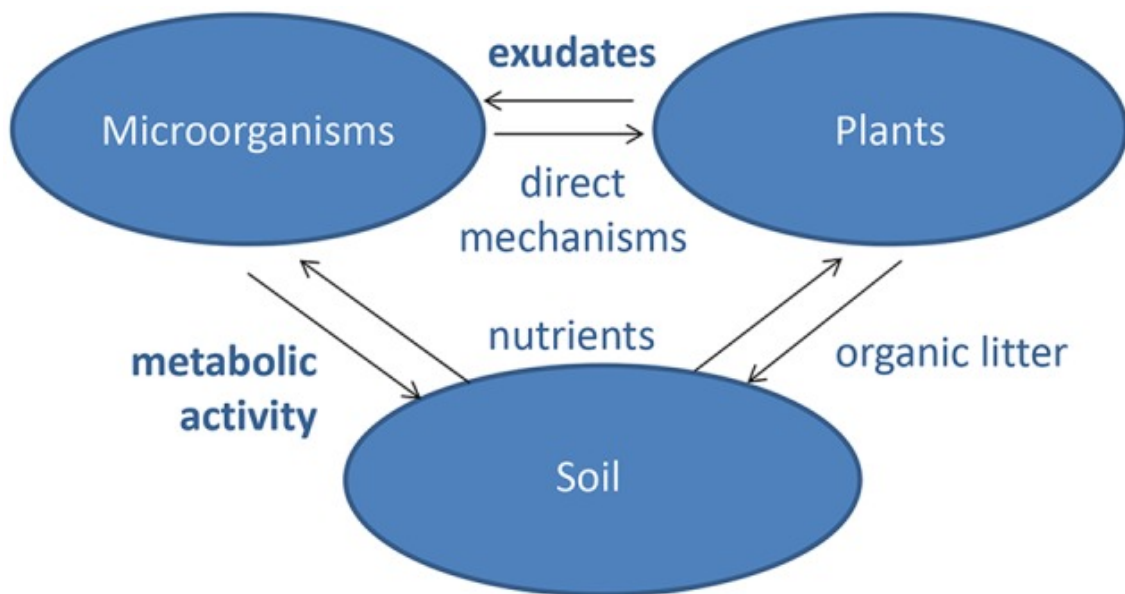 exudates
Microorganisms
Plants
direct
mechanisms
nutrients
metabolic
activity
organic litter
Soil